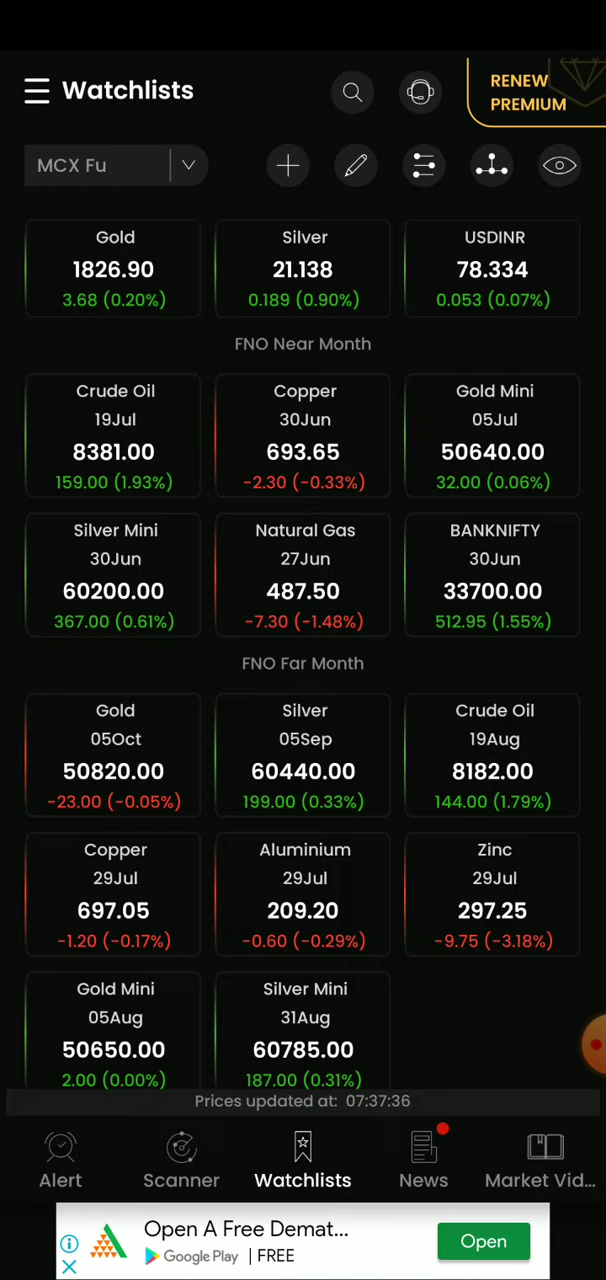 Watchlists
RENEW
PREMIUM
MCX Fu
Gold Silver USDINR
1826.90 21.138 78.334
3.68 (0.20%) 0.189 (0.90%) 0.053 (0.07%)
FNO Near Month
Crude Oil Copper Gold Mini
19Jul 30Jun 05Jul
8381.00 693.65 50640.00
159.00 (1.93%) -2.30 (-0.33%) 32.00 (0.06%)
Silver Mini Natural Gas BANKNIFTY
30Jun 27Jun 30Jun
60200.00 487.50 33700.00
367.00 (0.61%) -7.30 (-1.48%) 512.95 (1.55%)
FNO Far Month
Gold Silver Crude Oil
05Oct 05Sep 19Aug
50820.00 60440.00 8182.00
-23.00 (-0.05%) 199.00 (0.33%) 144.00 (1.79%)
Copper Aluminium Zinc
29Jul 29Jul 29Jul
697.05 209.20 297.25
-1.20 (-0.17%) -0.60 (-0.29%) -9.75 (-3.18%)
Gold Mini Silver Mini
05Aug 31Aug
50650.00 60785.00
2.00 (0.00%) 187.00 (0.31%)
Prices updated at: 07:37:36
Alert Scanner Watchlists News Market Vid...
Open A Free Demat...
Google Play | FREE
Open